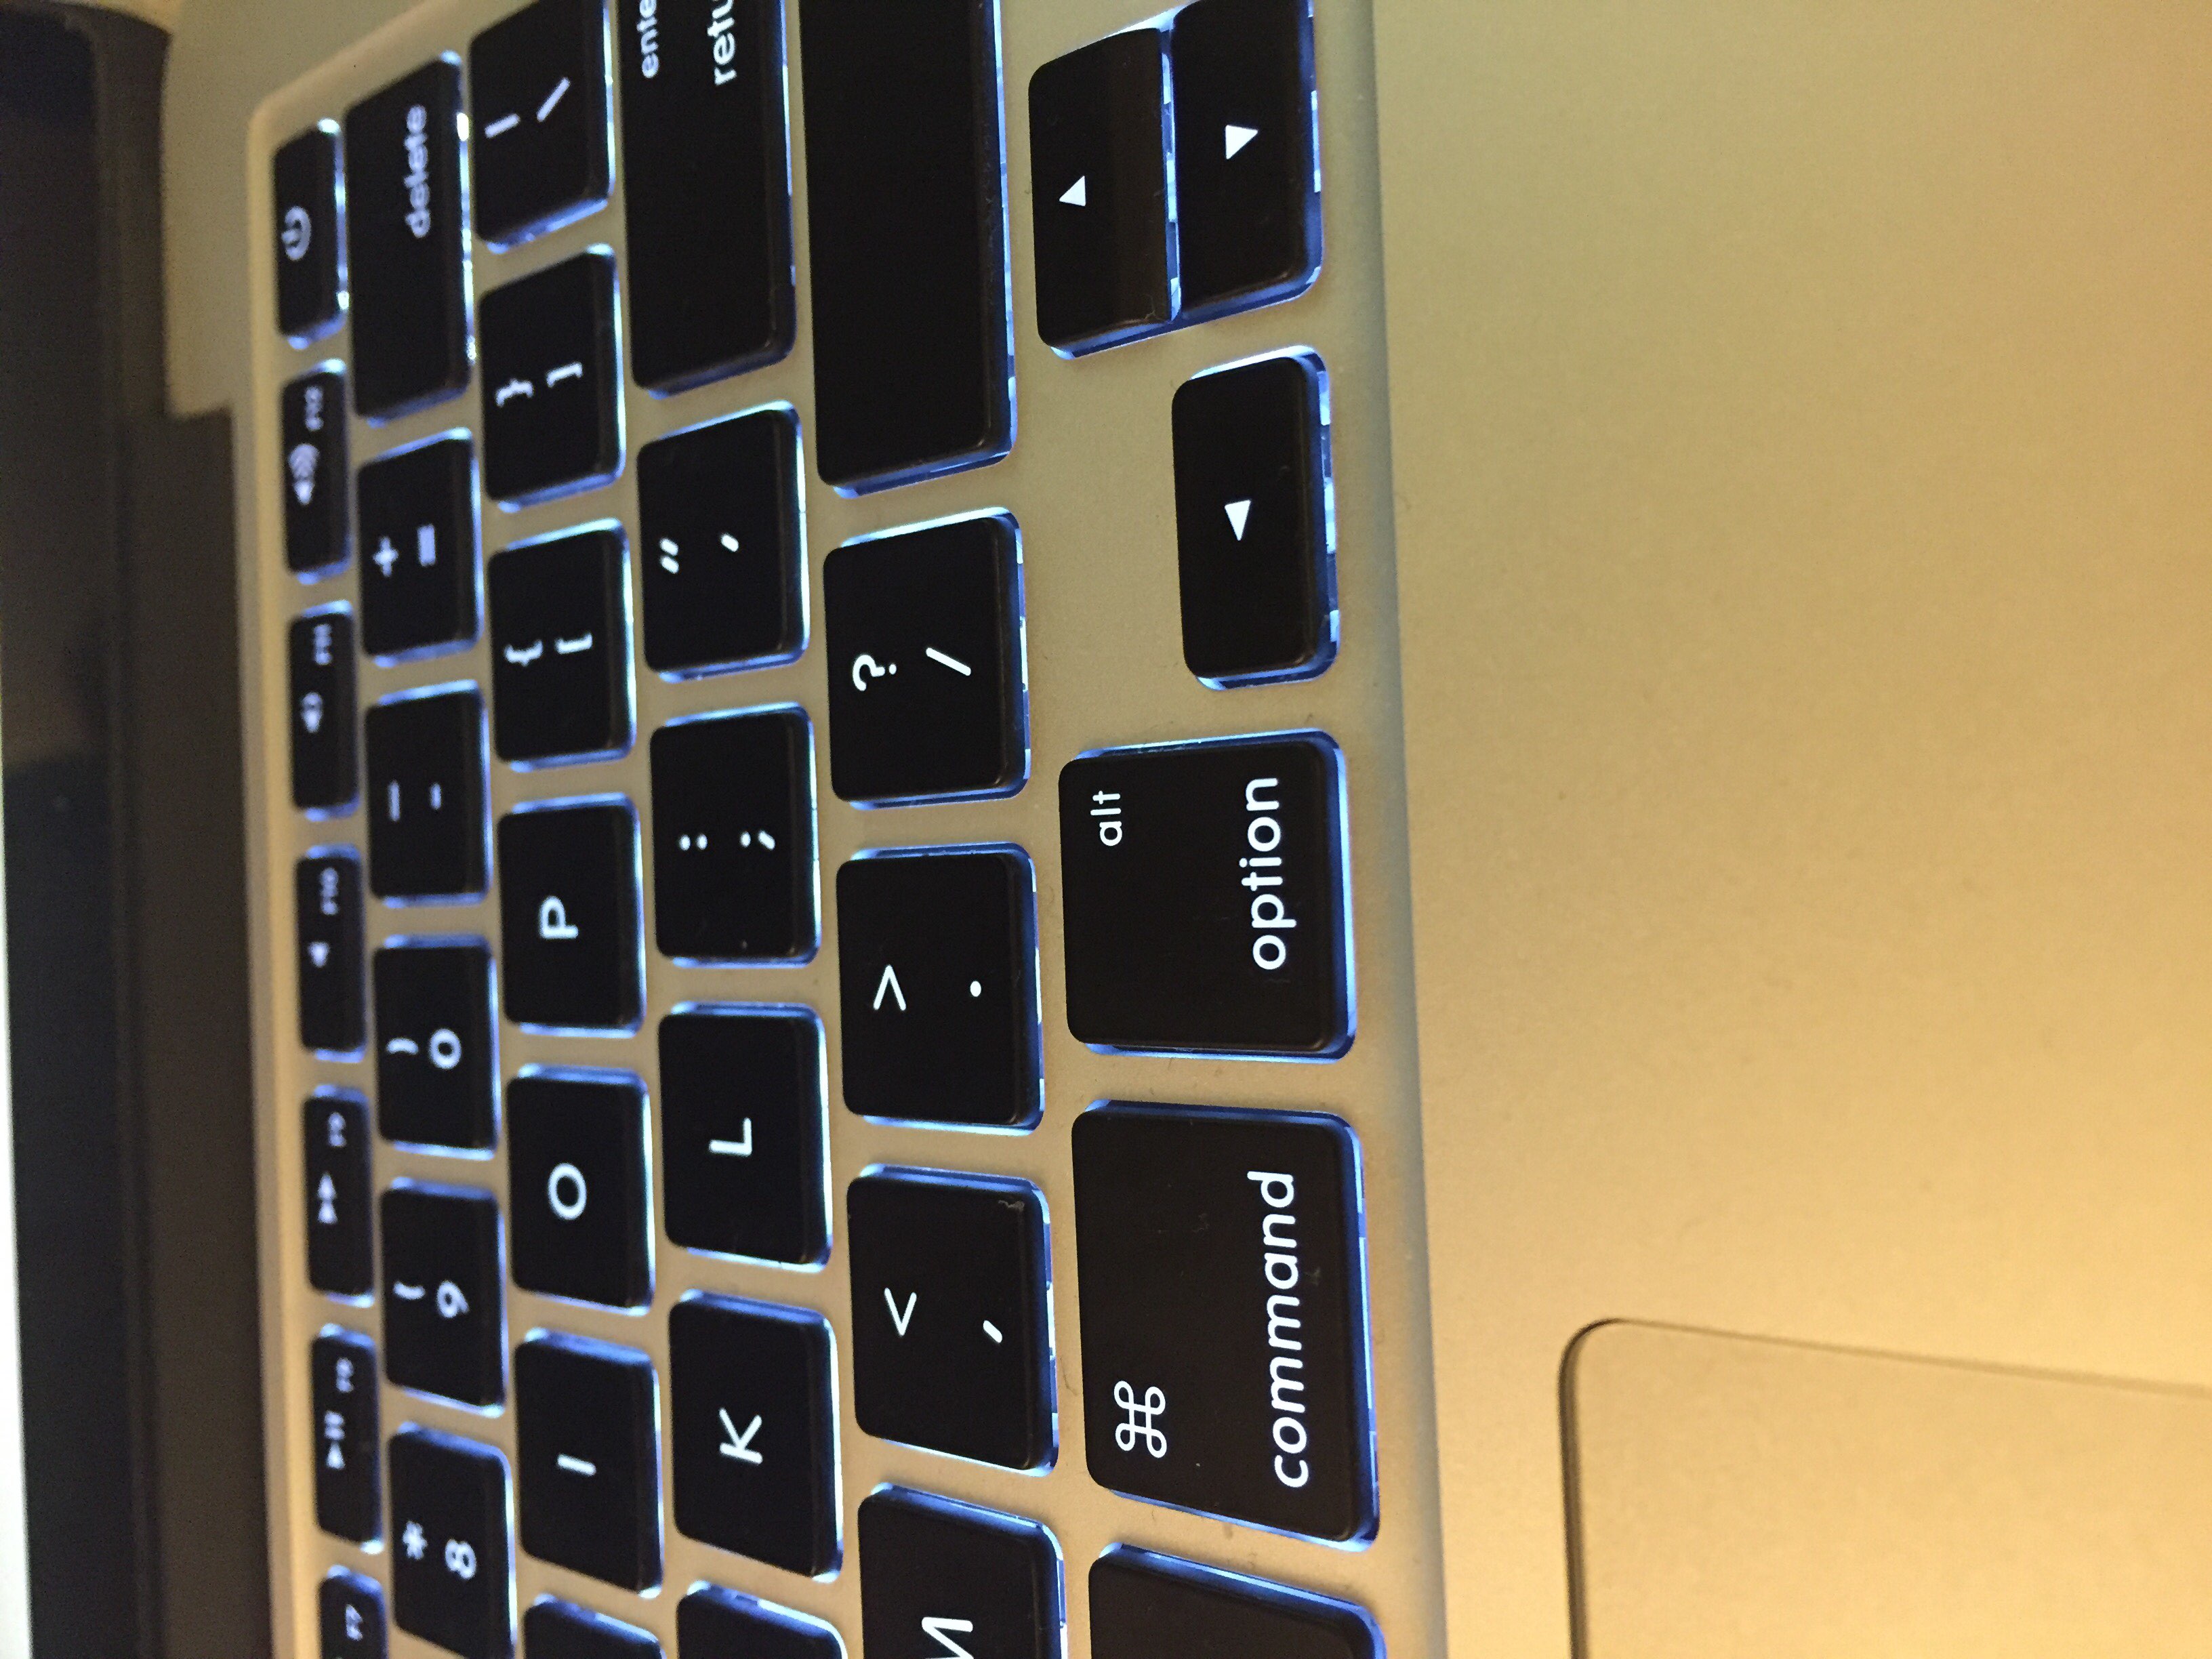 F7 F8 F9 F10 F11 F12
* ( ) — +
8 9 0 - = delete
I O P { } |
[ ] \
K L : " ente
; ' retu
M < > ?
, . /
⌘ alt ▲
command option ◀ ▼